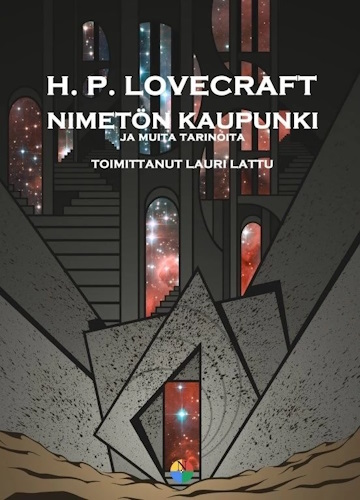 H. P. LOVECRAFT
NIMETÖN KAUPUNKI
JA MUITA TARINOITA
TOIMITTANUT LAURI LATTU